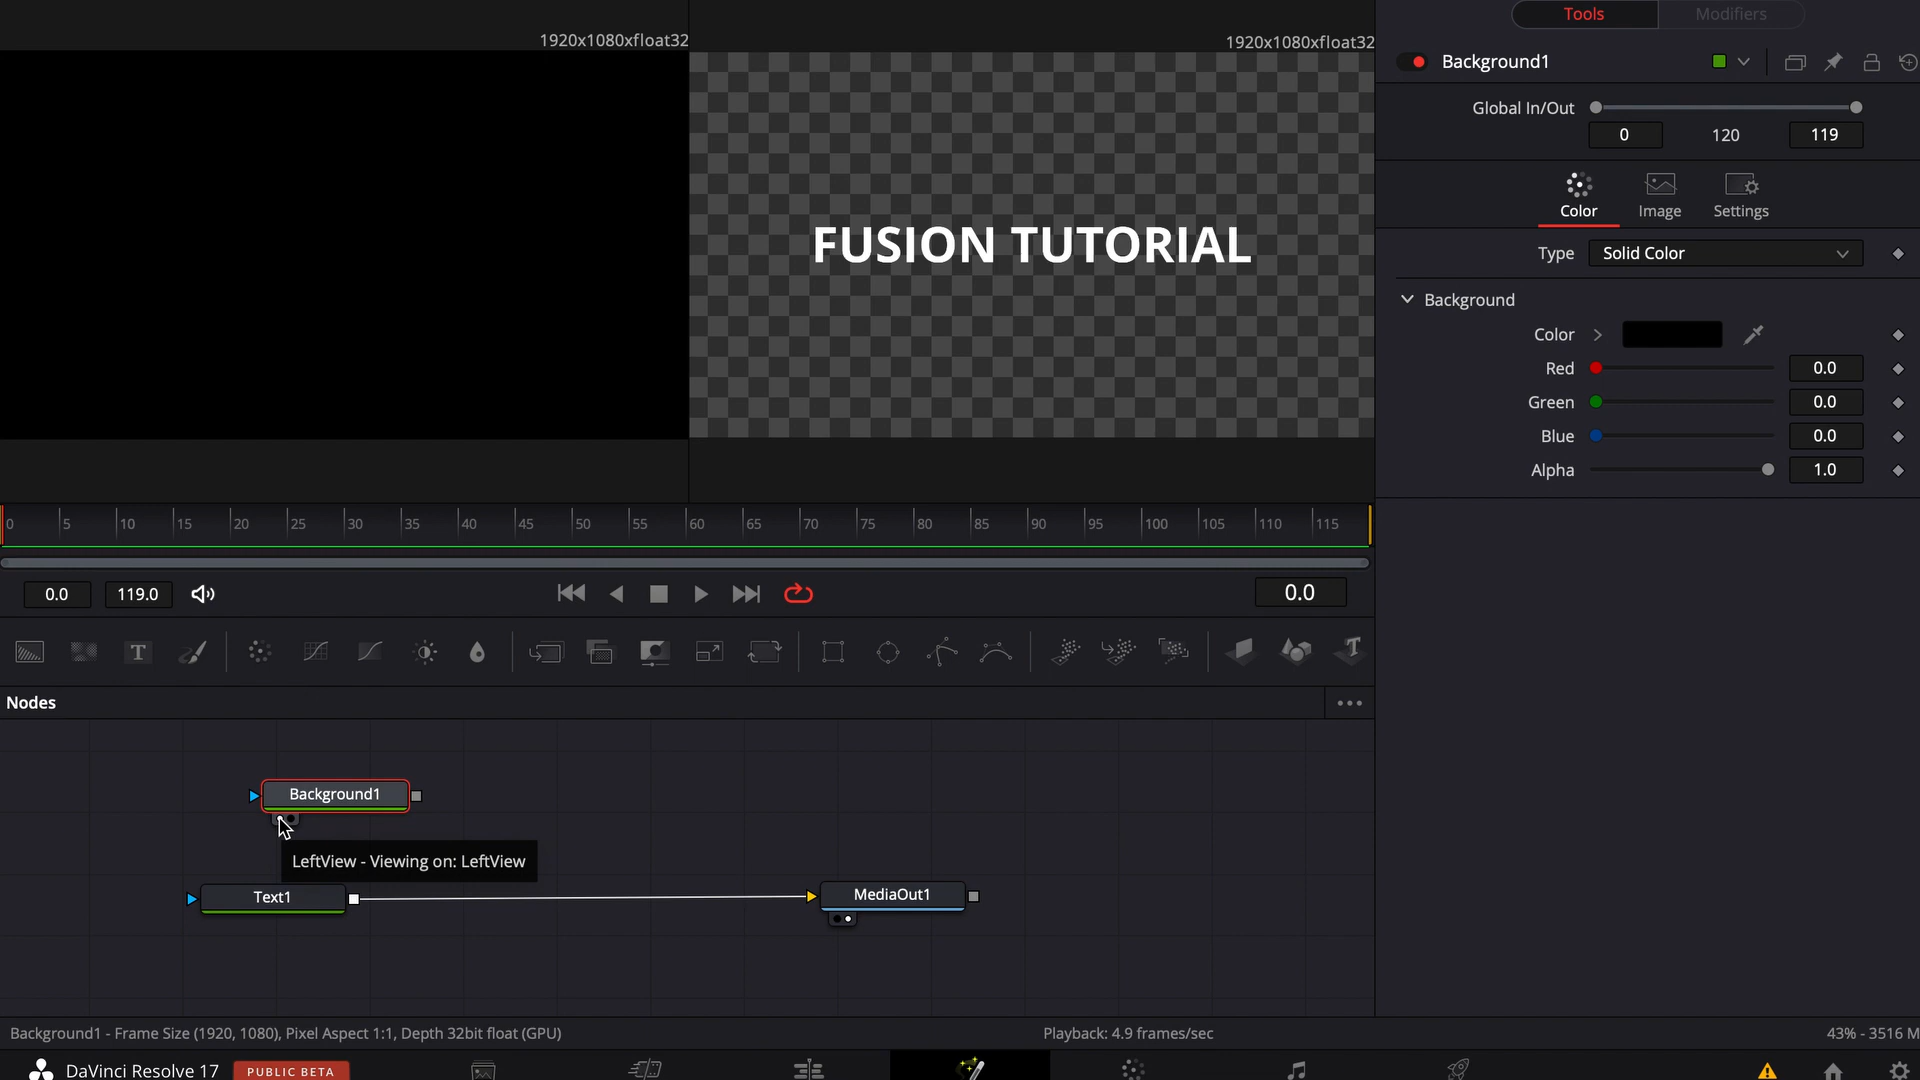 1920x1080xfloat32
1920x1080xfloat32
FUSION TUTORIAL
Tools
Modifiers
Background1
Global In/Out
0
120
119
Color
Image
Settings
Type
Solid Color
Background
Color
Red
0.0
Green
0.0
Blue
0.0
Alpha
1.0
0 5 10 15 20 25 30 35 40 45 50 55 60 65 70 75 80 85 90 95 100 105 110 115
0.0
119.0
0.0
T
T
Nodes
Background1
LeftView - Viewing on: LeftView
Text1
MediaOut1
Background1 - Frame Size (1920, 1080), Pixel Aspect 1:1, Depth 32bit float (GPU)
Playback: 4.9 frames/sec
43% - 3516 M
DaVinci Resolve 17
PUBLIC BETA